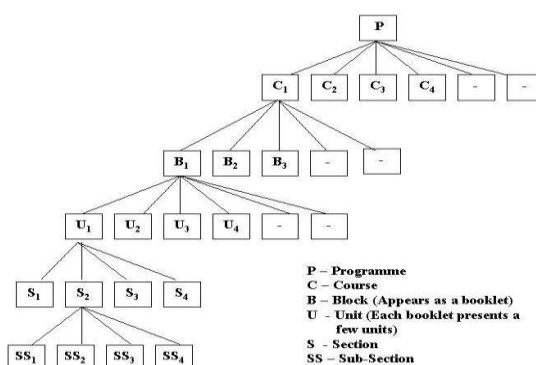 P
C₁ C₂ C₃ C₄ - -
B₁ B₂ B₃ - -
U₁ U₂ U₃ U₄ - -
S₁ S₂ S₃ S₄
SS₁ SS₂ SS₃ SS₄
P – Programme
C – Course
B – Block (Appears as a booklet)
U - Unit (Each booklet presents a
few units)
S - Section
SS – Sub-Section